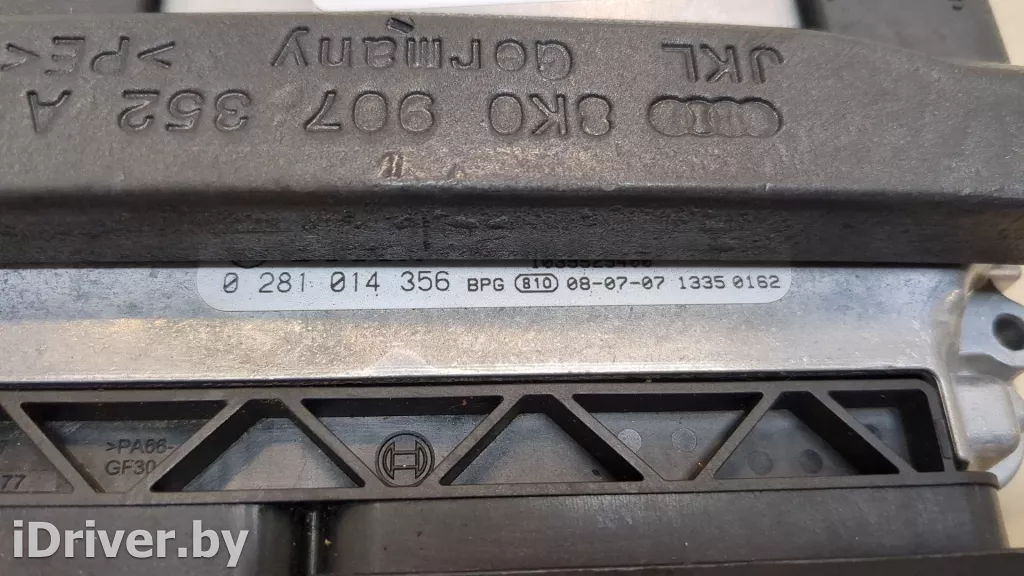 >PE<
Germany
JKL
8K0 907 352 A
0 281 014 356 BPG 810 08-07-07 1335 0162
>PA66-
GF30
77
iDriver.by